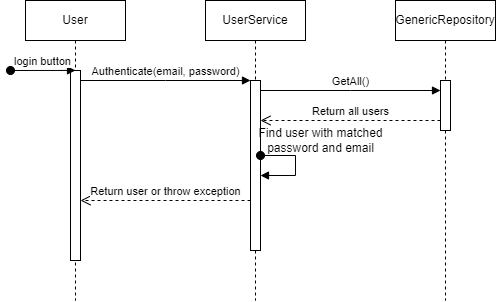 User
UserService
GenericRepository
login button
Authenticate(email, password)
GetAll()
Return all users
Find user with matched
password and email
Return user or throw exception